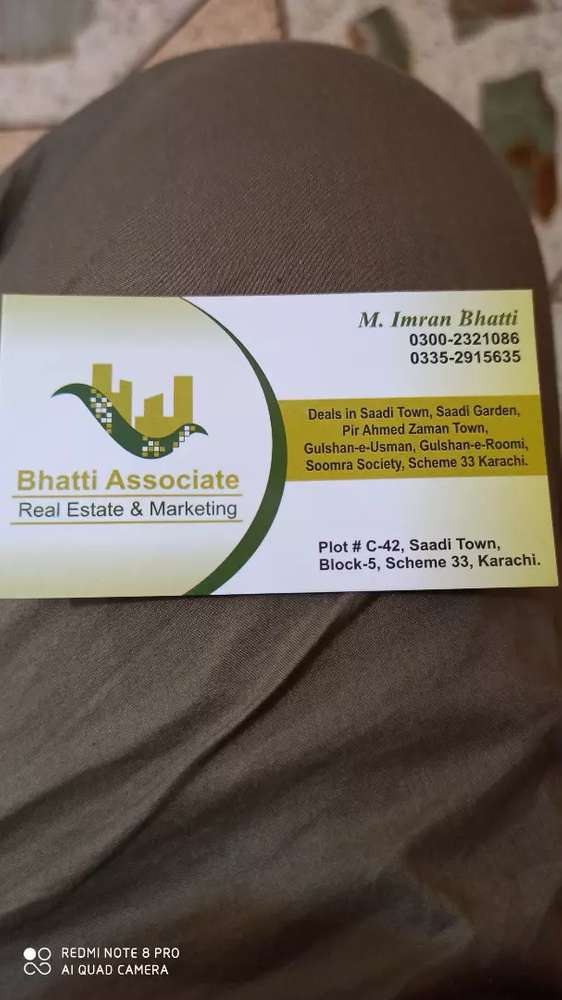 M. Imran Bhatti
0300-2321086
0335-2915635
Deals in Saadi Town, Saadi Garden,
Pir Ahmed Zaman Town,
Gulshan-e-Usman, Gulshan-e-Roomi,
Soomra Society, Scheme 33 Karachi.
Bhatti Associate
Real Estate & Marketing
Plot # C-42, Saadi Town,
Block-5, Scheme 33, Karachi.
REDMI NOTE 8 PRO
AI QUAD CAMERA